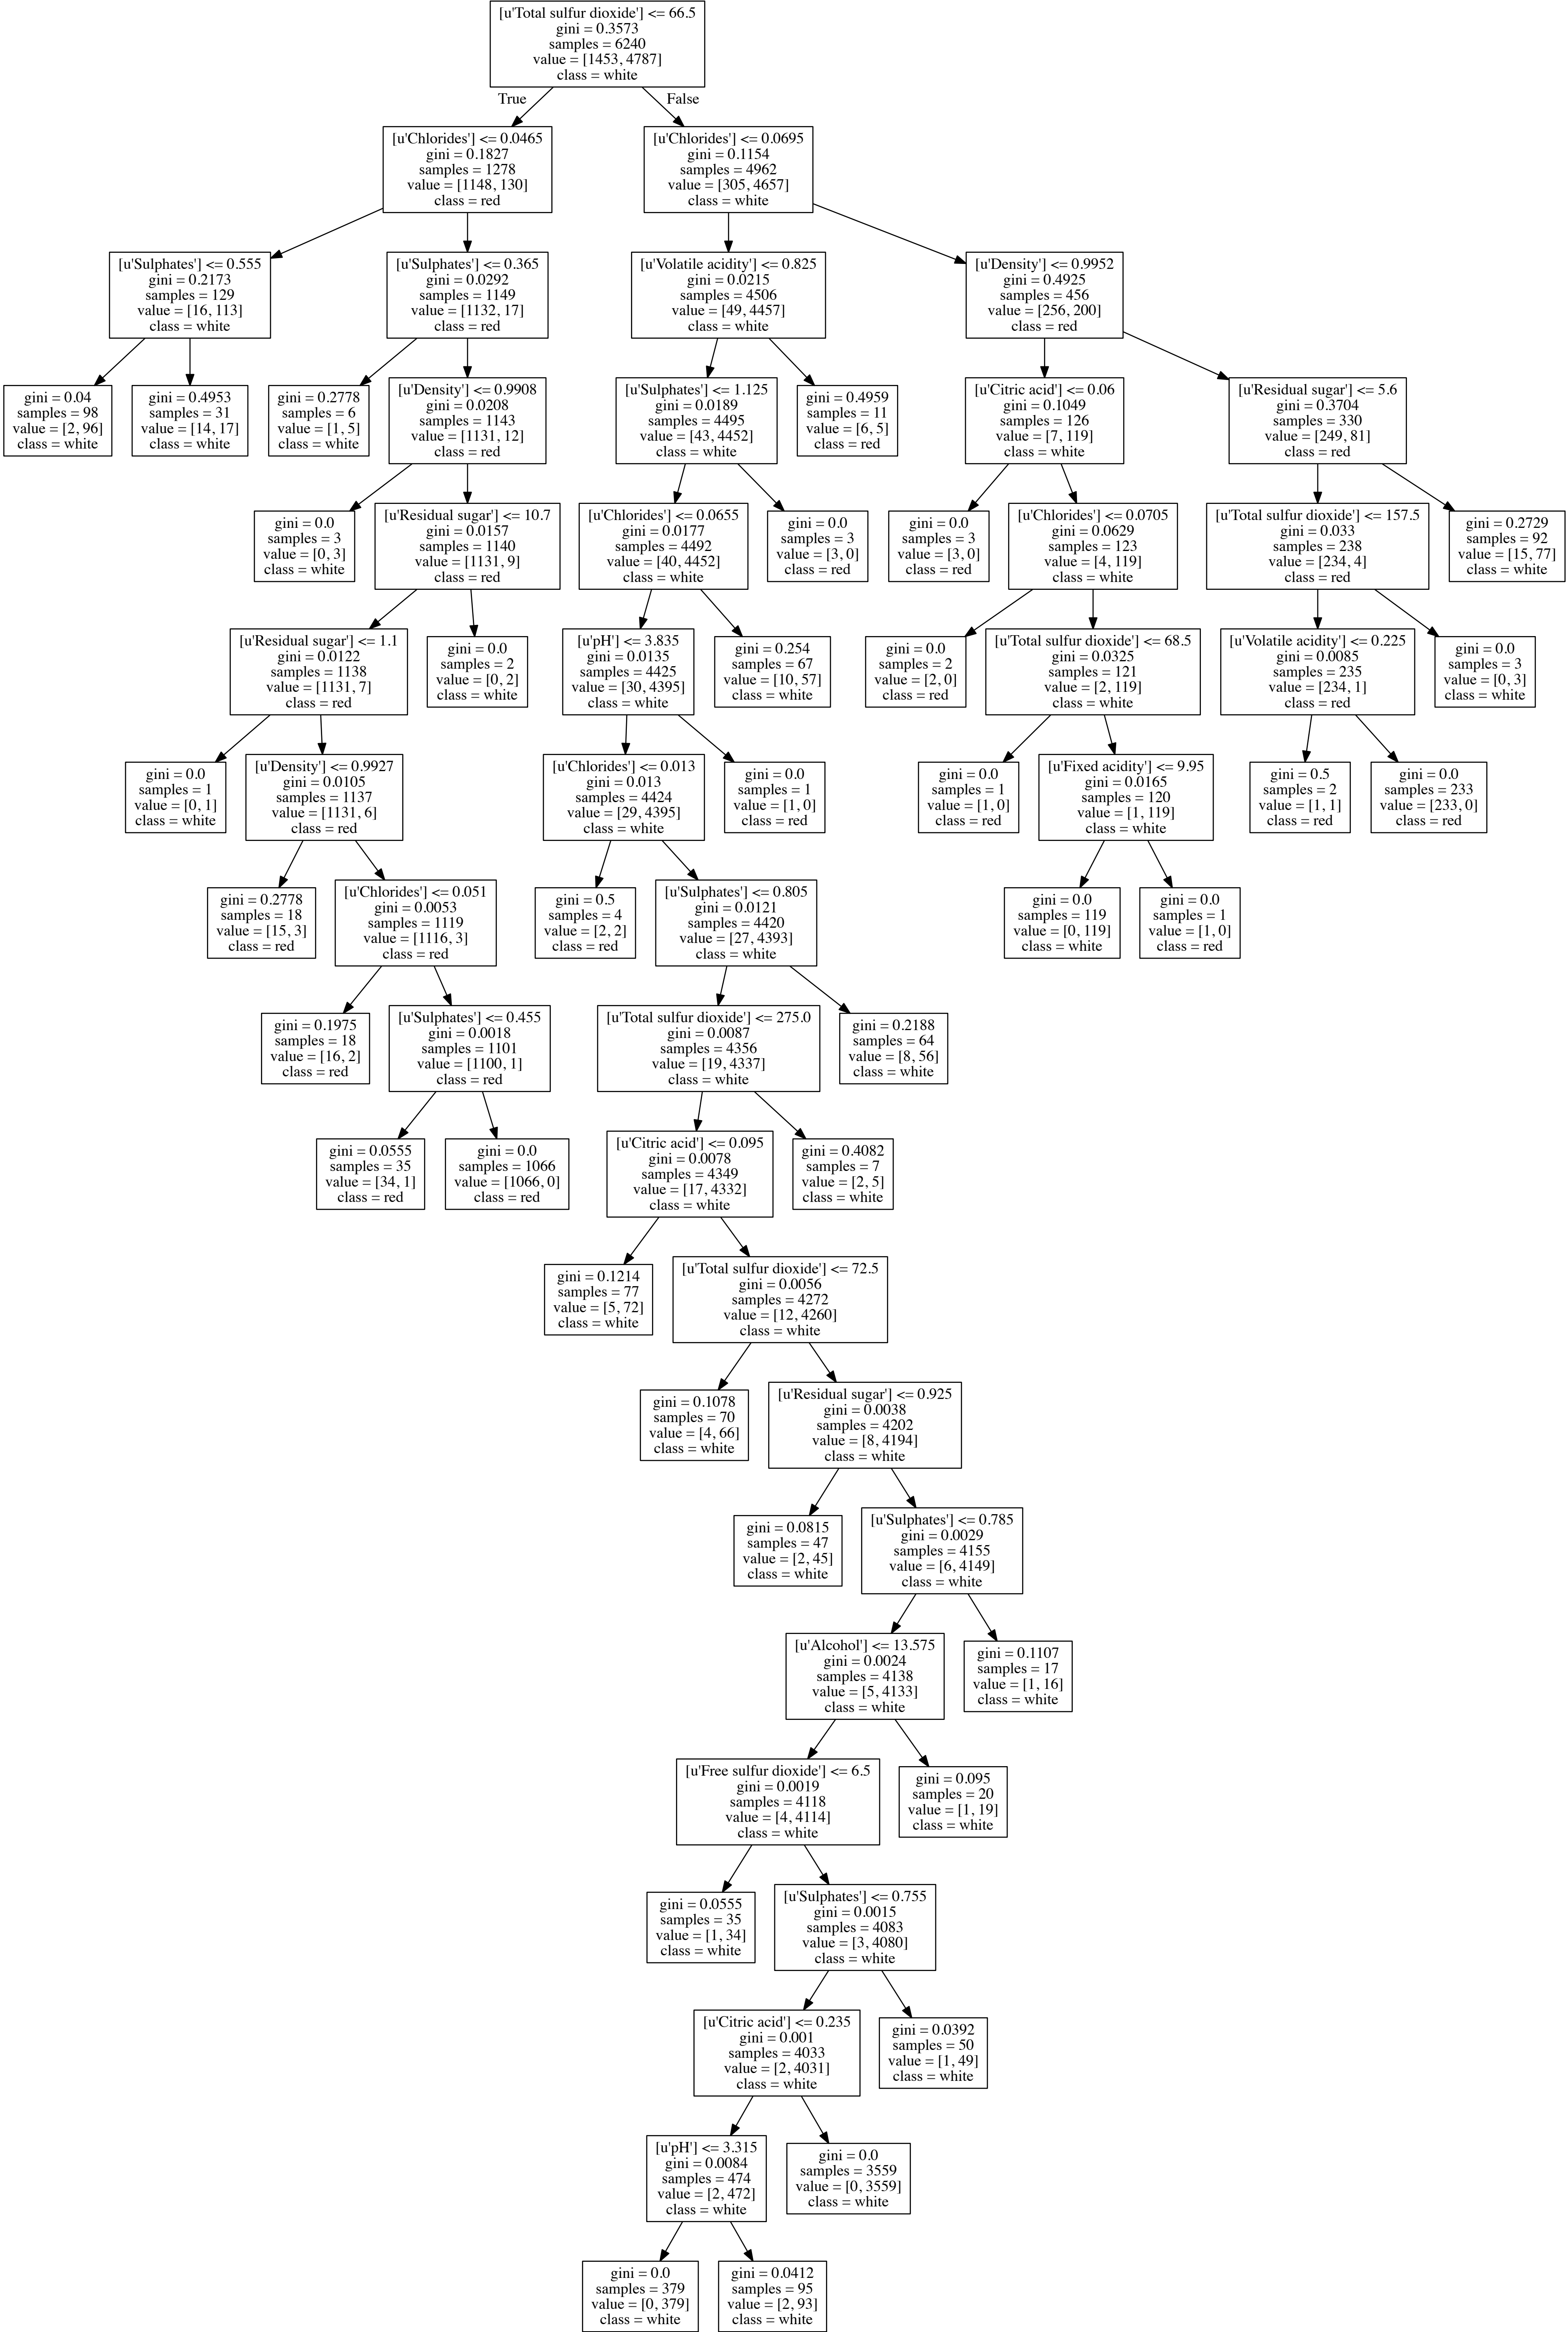 [u'Total sulfur dioxide'] <= 66.5
gini = 0.3573
samples = 6240
value = [1453, 4787]
class = white
True
False
[u'Chlorides'] <= 0.0465
gini = 0.1827
samples = 1278
value = [1148, 130]
class = red
[u'Chlorides'] <= 0.0695
gini = 0.1154
samples = 4962
value = [305, 4657]
class = white
[u'Sulphates'] <= 0.555
gini = 0.2173
samples = 129
value = [16, 113]
class = white
[u'Sulphates'] <= 0.365
gini = 0.0292
samples = 1149
value = [1132, 17]
class = red
[u'Volatile acidity'] <= 0.825
gini = 0.0215
samples = 4506
value = [49, 4457]
class = white
[u'Density'] <= 0.9952
gini = 0.4925
samples = 456
value = [256, 200]
class = red
gini = 0.04
samples = 98
value = [2, 96]
class = white
gini = 0.4953
samples = 31
value = [14, 17]
class = white
gini = 0.2778
samples = 6
value = [1, 5]
class = white
[u'Density'] <= 0.9908
gini = 0.0208
samples = 1143
value = [1131, 12]
class = red
[u'Sulphates'] <= 1.125
gini = 0.0189
samples = 4495
value = [43, 4452]
class = white
gini = 0.4959
samples = 11
value = [6, 5]
class = red
[u'Citric acid'] <= 0.06
gini = 0.1049
samples = 126
value = [7, 119]
class = white
[u'Residual sugar'] <= 5.6
gini = 0.3704
samples = 330
value = [249, 81]
class = red
gini = 0.0
samples = 3
value = [0, 3]
class = white
[u'Residual sugar'] <= 10.7
gini = 0.0157
samples = 1140
value = [1131, 9]
class = red
[u'Chlorides'] <= 0.0655
gini = 0.0177
samples = 4492
value = [40, 4452]
class = white
gini = 0.0
samples = 3
value = [3, 0]
class = red
gini = 0.0
samples = 3
value = [3, 0]
class = red
[u'Chlorides'] <= 0.0705
gini = 0.0629
samples = 123
value = [4, 119]
class = white
[u'Total sulfur dioxide'] <= 157.5
gini = 0.033
samples = 238
value = [234, 4]
class = red
gini = 0.2729
samples = 92
value = [15, 77]
class = white
[u'Residual sugar'] <= 1.1
gini = 0.0122
samples = 1138
value = [1131, 7]
class = red
gini = 0.0
samples = 2
value = [0, 2]
class = white
[u'pH'] <= 3.835
gini = 0.0135
samples = 4425
value = [30, 4395]
class = white
gini = 0.254
samples = 67
value = [10, 57]
class = white
gini = 0.0
samples = 2
value = [2, 0]
class = red
[u'Total sulfur dioxide'] <= 68.5
gini = 0.0325
samples = 121
value = [2, 119]
class = white
[u'Volatile acidity'] <= 0.225
gini = 0.0085
samples = 235
value = [234, 1]
class = red
gini = 0.0
samples = 3
value = [0, 3]
class = white
gini = 0.0
samples = 1
value = [0, 1]
class = white
[u'Density'] <= 0.9927
gini = 0.0105
samples = 1137
value = [1131, 6]
class = red
[u'Chlorides'] <= 0.013
gini = 0.013
samples = 4424
value = [29, 4395]
class = white
gini = 0.0
samples = 1
value = [1, 0]
class = red
gini = 0.0
samples = 1
value = [1, 0]
class = red
[u'Fixed acidity'] <= 9.95
gini = 0.0165
samples = 120
value = [1, 119]
class = white
gini = 0.5
samples = 2
value = [1, 1]
class = red
gini = 0.0
samples = 233
value = [233, 0]
class = red
gini = 0.2778
samples = 18
value = [15, 3]
class = red
[u'Chlorides'] <= 0.051
gini = 0.0053
samples = 1119
value = [1116, 3]
class = red
gini = 0.5
samples = 4
value = [2, 2]
class = red
[u'Sulphates'] <= 0.805
gini = 0.0121
samples = 4420
value = [27, 4393]
class = white
gini = 0.0
samples = 119
value = [0, 119]
class = white
gini = 0.0
samples = 1
value = [1, 0]
class = red
gini = 0.1975
samples = 18
value = [16, 2]
class = red
[u'Sulphates'] <= 0.455
gini = 0.0018
samples = 1101
value = [1100, 1]
class = red
[u'Total sulfur dioxide'] <= 275.0
gini = 0.0087
samples = 4356
value = [19, 4337]
class = white
gini = 0.2188
samples = 64
value = [8, 56]
class = white
gini = 0.0555
samples = 35
value = [34, 1]
class = red
gini = 0.0
samples = 1066
value = [1066, 0]
class = red
[u'Citric acid'] <= 0.095
gini = 0.0078
samples = 4349
value = [17, 4332]
class = white
gini = 0.4082
samples = 7
value = [2, 5]
class = white
gini = 0.1214
samples = 77
value = [5, 72]
class = white
[u'Total sulfur dioxide'] <= 72.5
gini = 0.0056
samples = 4272
value = [12, 4260]
class = white
gini = 0.1078
samples = 70
value = [4, 66]
class = white
[u'Residual sugar'] <= 0.925
gini = 0.0038
samples = 4202
value = [8, 4194]
class = white
gini = 0.0815
samples = 47
value = [2, 45]
class = white
[u'Sulphates'] <= 0.785
gini = 0.0029
samples = 4155
value = [6, 4149]
class = white
[u'Alcohol'] <= 13.575
gini = 0.0024
samples = 4138
value = [5, 4133]
class = white
gini = 0.1107
samples = 17
value = [1, 16]
class = white
[u'Free sulfur dioxide'] <= 6.5
gini = 0.0019
samples = 4118
value = [4, 4114]
class = white
gini = 0.095
samples = 20
value = [1, 19]
class = white
gini = 0.0555
samples = 35
value = [1, 34]
class = white
[u'Sulphates'] <= 0.755
gini = 0.0015
samples = 4083
value = [3, 4080]
class = white
[u'Citric acid'] <= 0.235
gini = 0.001
samples = 4033
value = [2, 4031]
class = white
gini = 0.0392
samples = 50
value = [1, 49]
class = white
[u'pH'] <= 3.315
gini = 0.0084
samples = 474
value = [2, 472]
class = white
gini = 0.0
samples = 3559
value = [0, 3559]
class = white
gini = 0.0
samples = 379
value = [0, 379]
class = white
gini = 0.0412
samples = 95
value = [2, 93]
class = white